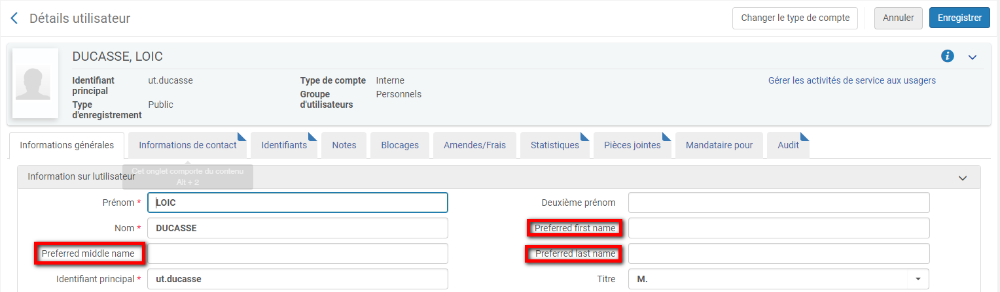 Détails utilisateur
Changer le type de compte
Annuler
Enregistrer
DUCASSE, LOIC
Identifiant principal
ut.ducasse
Type de compte
Interne
Gérer les activités de service aux usagers
Groupe d'utilisateurs
Personnels
Type d'enregistrement
Public
Informations générales
Informations de contact
Identifiants
Notes
Blocages
Amendes/Frais
Statistiques
Pièces jointes
Mandataire pour
Audit
Cet onglet comporte du contenu
Alt + 2
Information sur lutilisateur
Prénom *
LOIC
Deuxième prénom
Nom *
DUCASSE
Preferred first name
Preferred middle name
Preferred last name
Identifiant principal *
ut.ducasse
Titre
M.